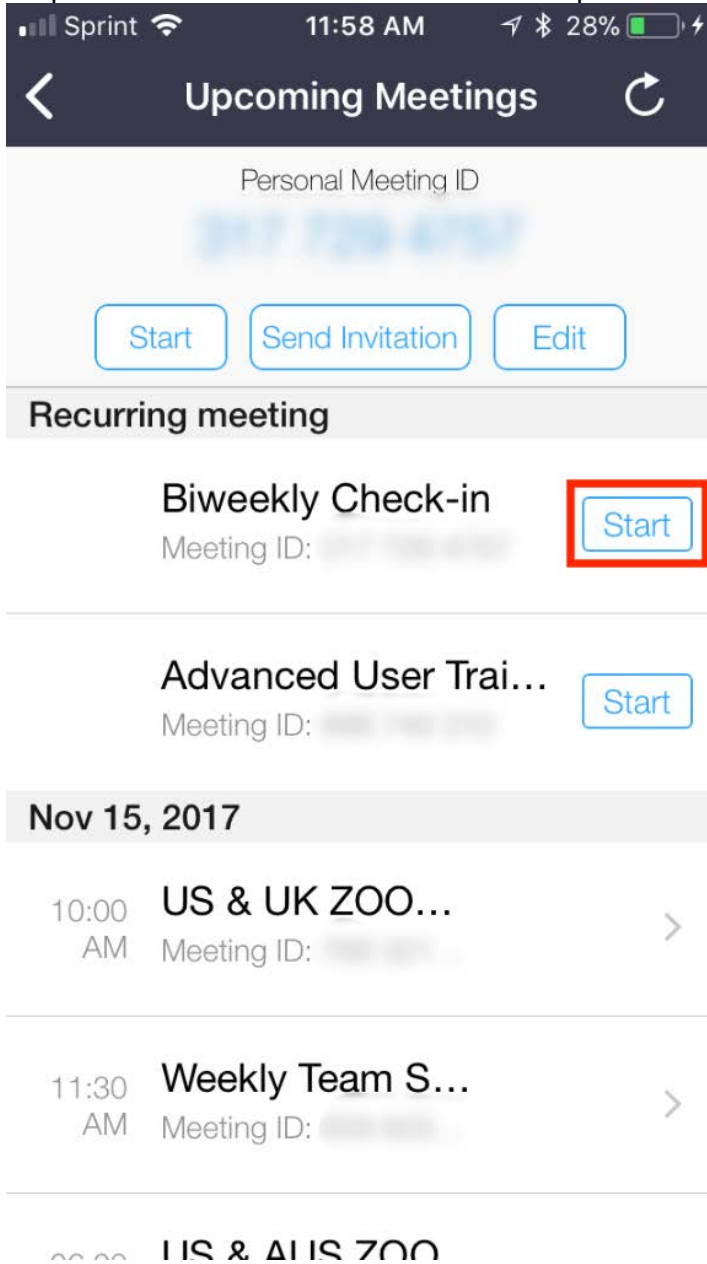 Sprint 11:58 AM 28%
Upcoming Meetings
Personal Meeting ID
Start Send Invitation Edit
Recurring meeting
Biweekly Check-in
Start
Meeting ID:
Advanced User Trai...
Start
Meeting ID:
Nov 15, 2017
10:00 AM
US & UK ZOO...
Meeting ID:
11:30 AM
Weekly Team S...
Meeting ID:
US & AUS ZOO